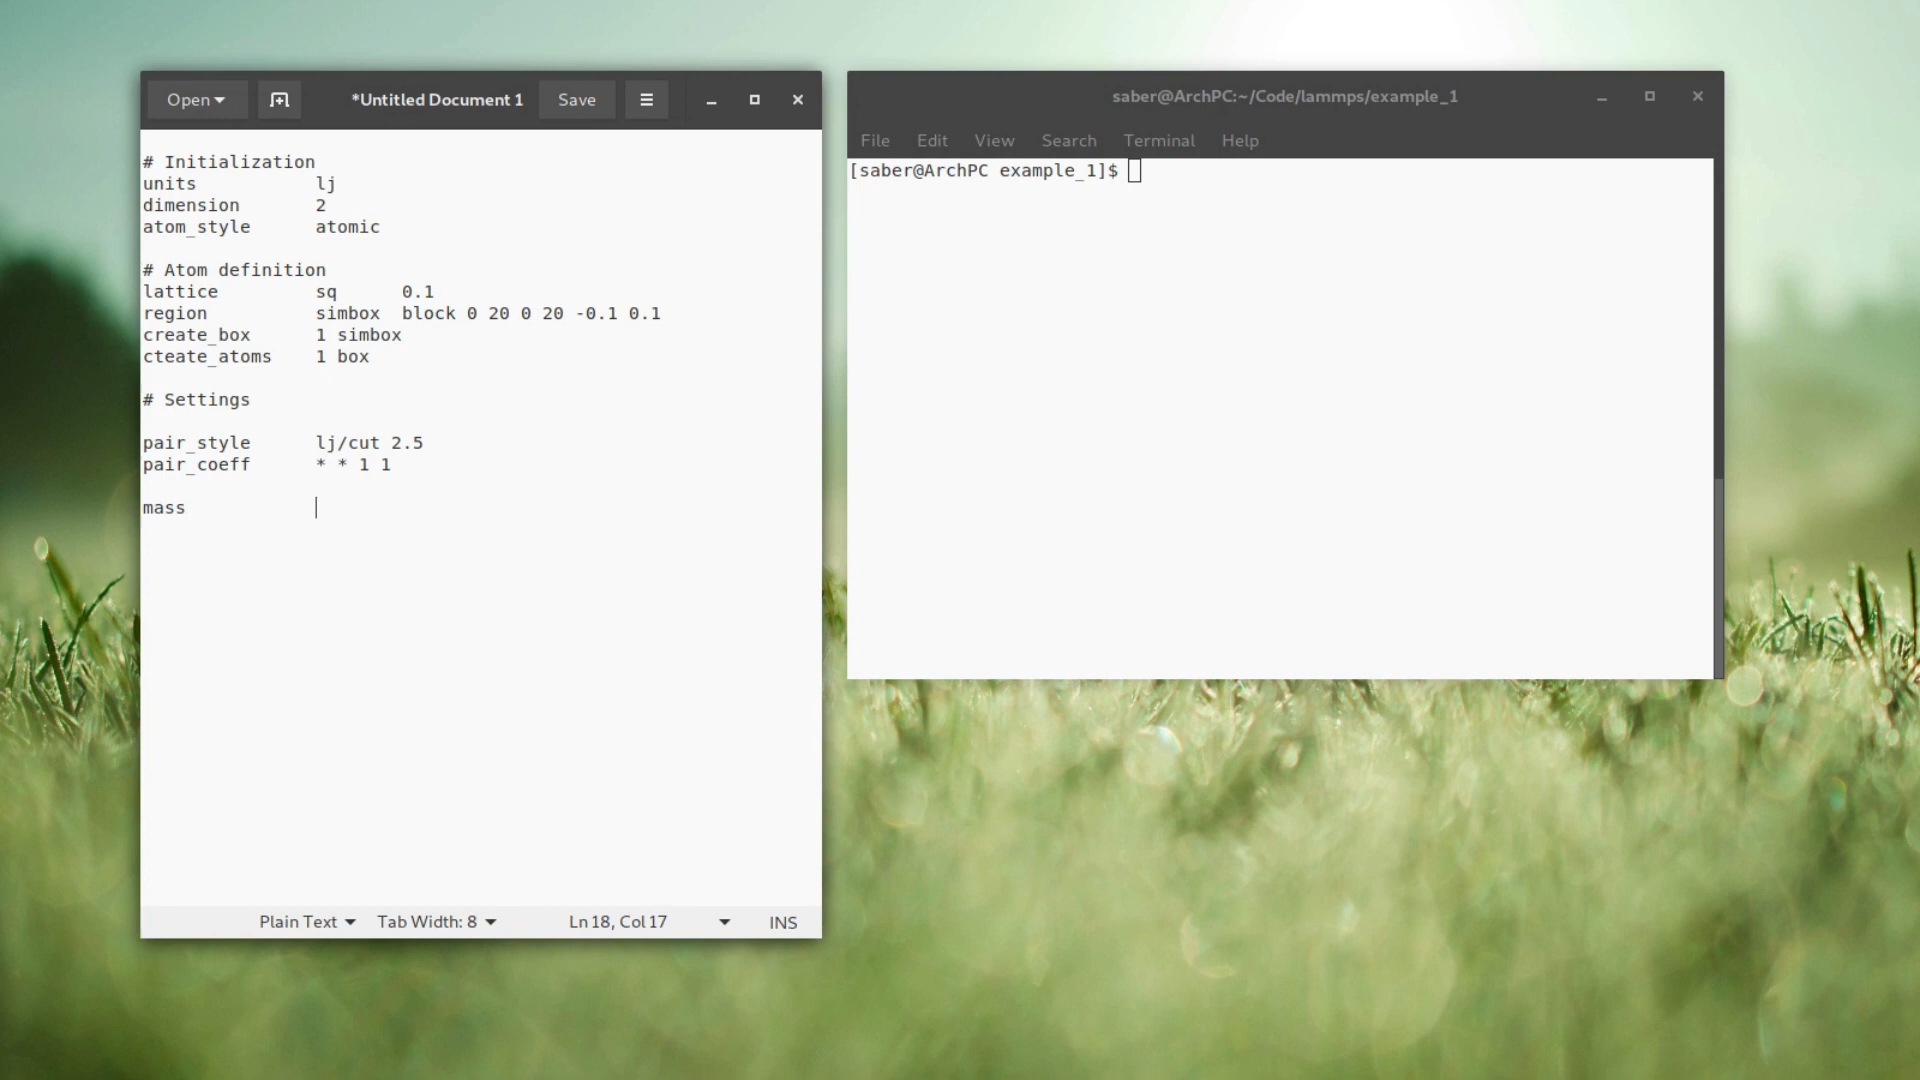 Open *Untitled Document 1 Save
# Initialization
units lj
dimension 2
atom_style atomic
# Atom definition
lattice sq 0.1
region simbox block 0 20 0 20 -0.1 0.1
create_box 1 simbox
cteate_atoms 1 box
# Settings
pair_style lj/cut 2.5
pair_coeff * * 1 1
mass
Plain Text Tab Width: 8 Ln 18, Col 17 INS
saber@ArchPC:~/Code/lammps/example_1
File Edit View Search Terminal Help
[saber@ArchPC example_1]$